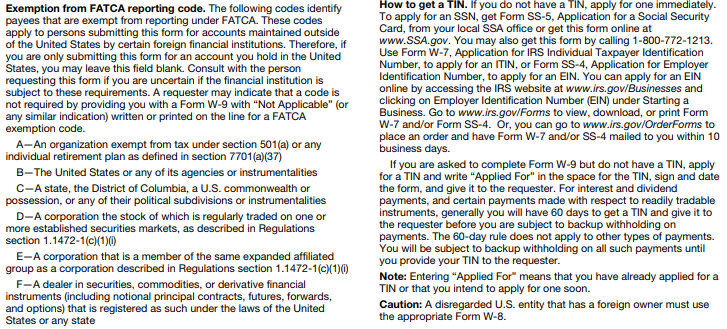 Exemption from FATCA reporting code. The following codes identify
payees that are exempt from reporting under FATCA. These codes
apply to persons submitting this form for accounts maintained outside
of the United States by certain foreign financial institutions. Therefore, if
you are only submitting this form for an account you hold in the United
States, you may leave this field blank. Consult with the person
requesting this form if you are uncertain if the financial institution is
subject to these requirements. A requester may indicate that a code is
not required by providing you with a Form W-9 with “Not Applicable” (or
any similar indication) written or printed on the line for a FATCA
exemption code.
A—An organization exempt from tax under section 501(a) or any
individual retirement plan as defined in section 7701(a)(37)
B—The United States or any of its agencies or instrumentalities
C—A state, the District of Columbia, a U.S. commonwealth or
possession, or any of their political subdivisions or instrumentalities
D—A corporation the stock of which is regularly traded on one or
more established securities markets, as described in Regulations
section 1.1472-1(c)(1)(i)
E—A corporation that is a member of the same expanded affiliated
group as a corporation described in Regulations section 1.1472-1(c)(1)(i)
F—A dealer in securities, commodities, or derivative financial
instruments (including notional principal contracts, futures, forwards,
and options) that is registered as such under the laws of the United
States or any state
How to get a TIN. If you do not have a TIN, apply for one immediately.
To apply for an SSN, get Form SS-5, Application for a Social Security
Card, from your local SSA office or get this form online at
www.SSA.gov. You may also get this form by calling 1-800-772-1213.
Use Form W-7, Application for IRS Individual Taxpayer Identification
Number, to apply for an ITIN, or Form SS-4, Application for Employer
Identification Number, to apply for an EIN. You can apply for an EIN
online by accessing the IRS website at www.irs.gov/Businesses and
clicking on Employer Identification Number (EIN) under Starting a
Business. Go to www.irs.gov/Forms to view, download, or print Form
W-7 and/or Form SS-4. Or, you can go to www.irs.gov/OrderForms to
place an order and have Form W-7 and/or SS-4 mailed to you within 10
business days.
If you are asked to complete Form W-9 but do not have a TIN, apply
for a TIN and write “Applied For” in the space for the TIN, sign and date
the form, and give it to the requester. For interest and dividend
payments, and certain payments made with respect to readily tradable
instruments, generally you will have 60 days to get a TIN and give it to
the requester before you are subject to backup withholding on
payments. The 60-day rule does not apply to other types of payments.
You will be subject to backup withholding on all such payments until
you provide your TIN to the requester.
Note: Entering “Applied For” means that you have already applied for a
TIN or that you intend to apply for one soon.
Caution: A disregarded U.S. entity that has a foreign owner must use
the appropriate Form W-8.